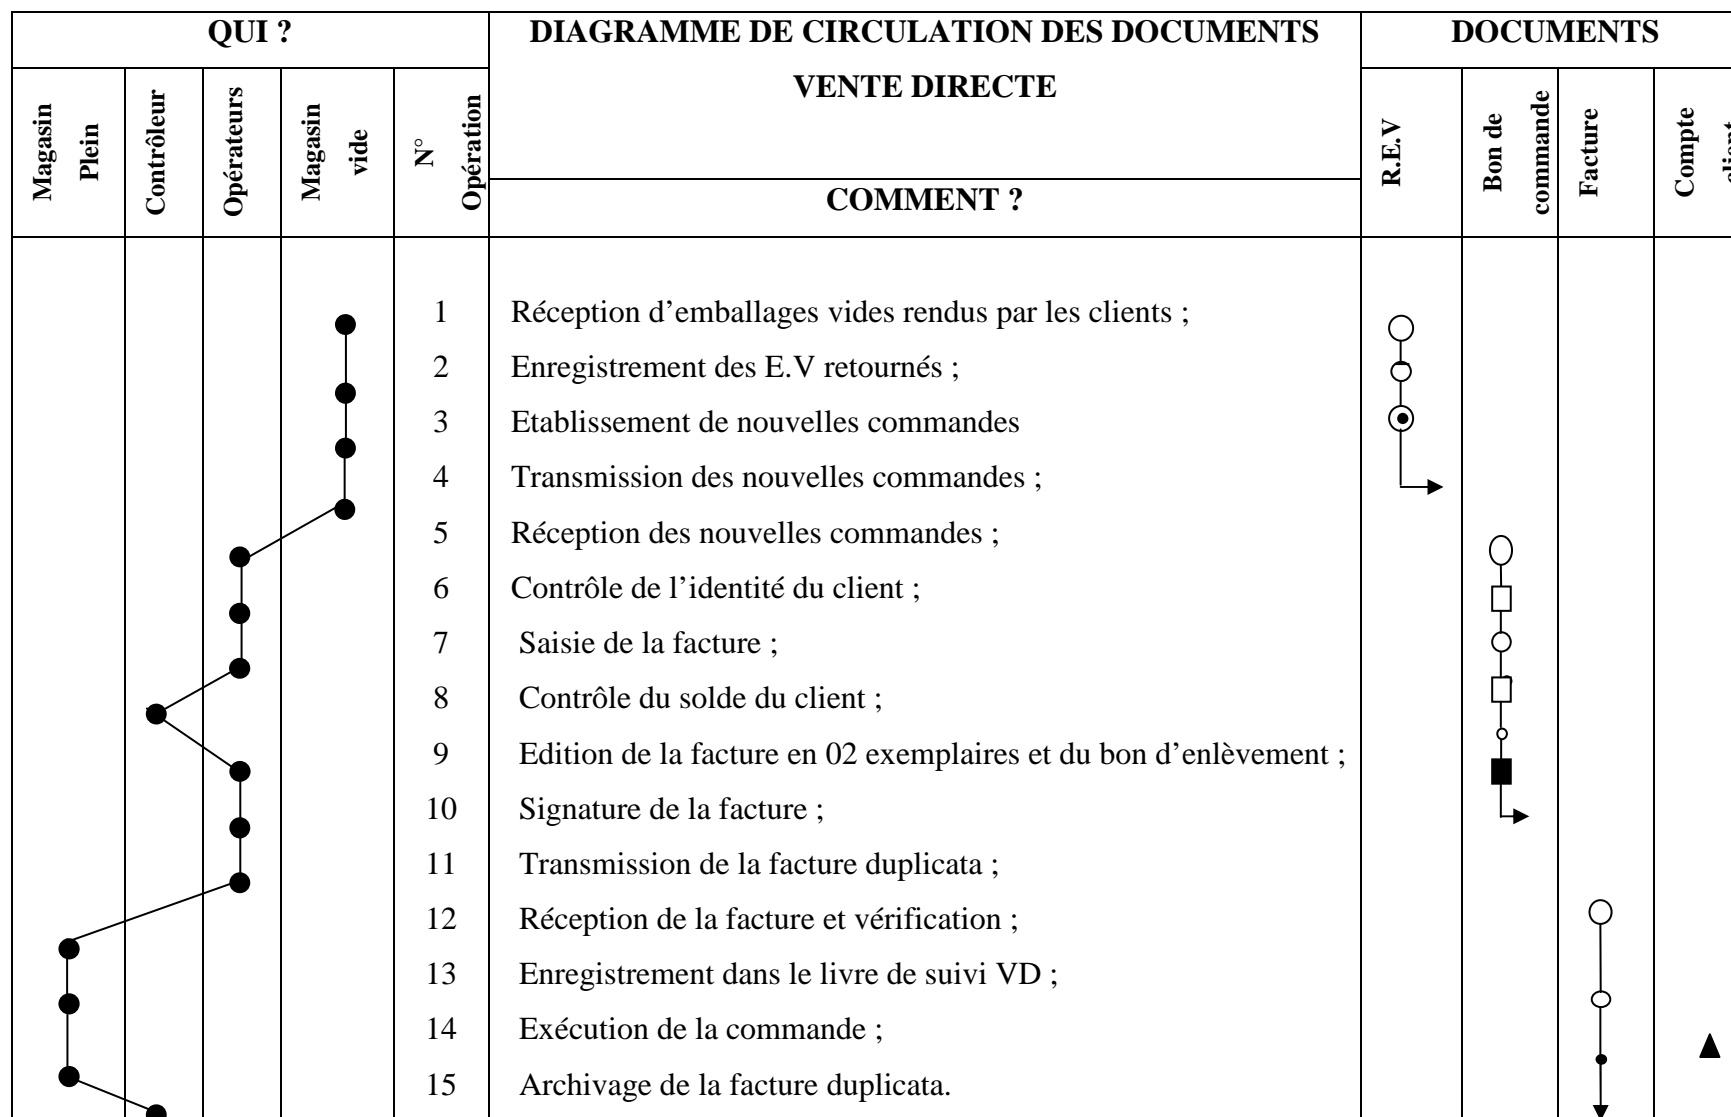 QUI ?
DIAGRAMME DE CIRCULATION DES DOCUMENTS
VENTE DIRECTE
DOCUMENTS
Magasin
Plein
Contrôleur
Opérateurs
Magasin
vide
N°
Opération
COMMENT ?
R.E.V
Bon de
commande
Facture
Compte
client
1 Réception d’emballages vides rendus par les clients ;
2 Enregistrement des E.V retournés ;
3 Etablissement de nouvelles commandes
4 Transmission des nouvelles commandes ;
5 Réception des nouvelles commandes ;
6 Contrôle de l’identité du client ;
7 Saisie de la facture ;
8 Contrôle du solde du client ;
9 Edition de la facture en 02 exemplaires et du bon d’enlèvement ;
10 Signature de la facture ;
11 Transmission de la facture duplicata ;
12 Réception de la facture et vérification ;
13 Enregistrement dans le livre de suivi VD ;
14 Exécution de la commande ;
15 Archivage de la facture duplicata.